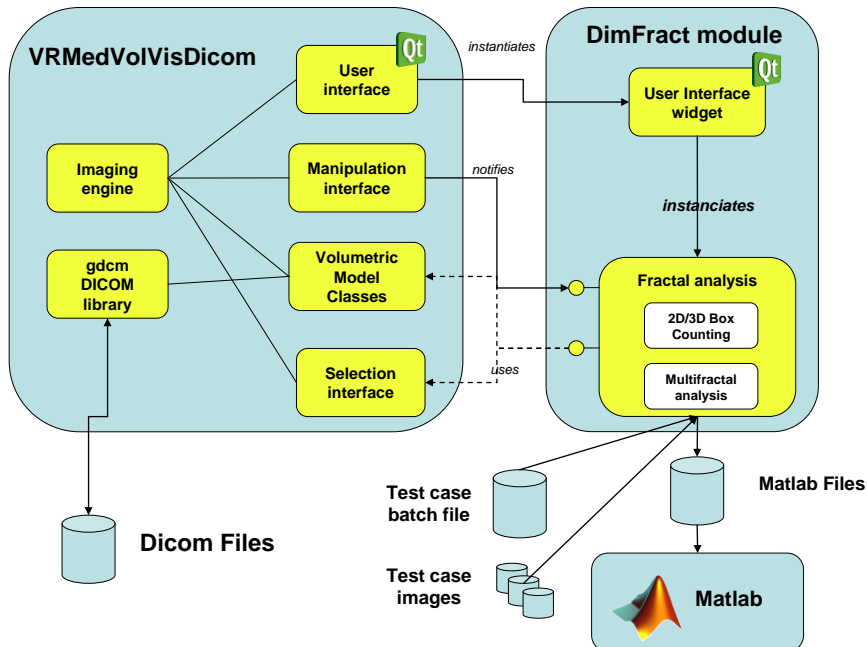 VRMedVolVisDicom
Qt
User
interface
Imaging
engine
Manipulation
interface
gdcm
DICOM
library
Volumetric
Model
Classes
Selection
interface
instantiates
notifies
uses
DimFract module
Qt
User Interface
widget
instanciates
Fractal analysis
2D/3D Box
Counting
Multifractal
analysis
Dicom Files
Test case
batch file
Test case
images
Matlab Files
Matlab